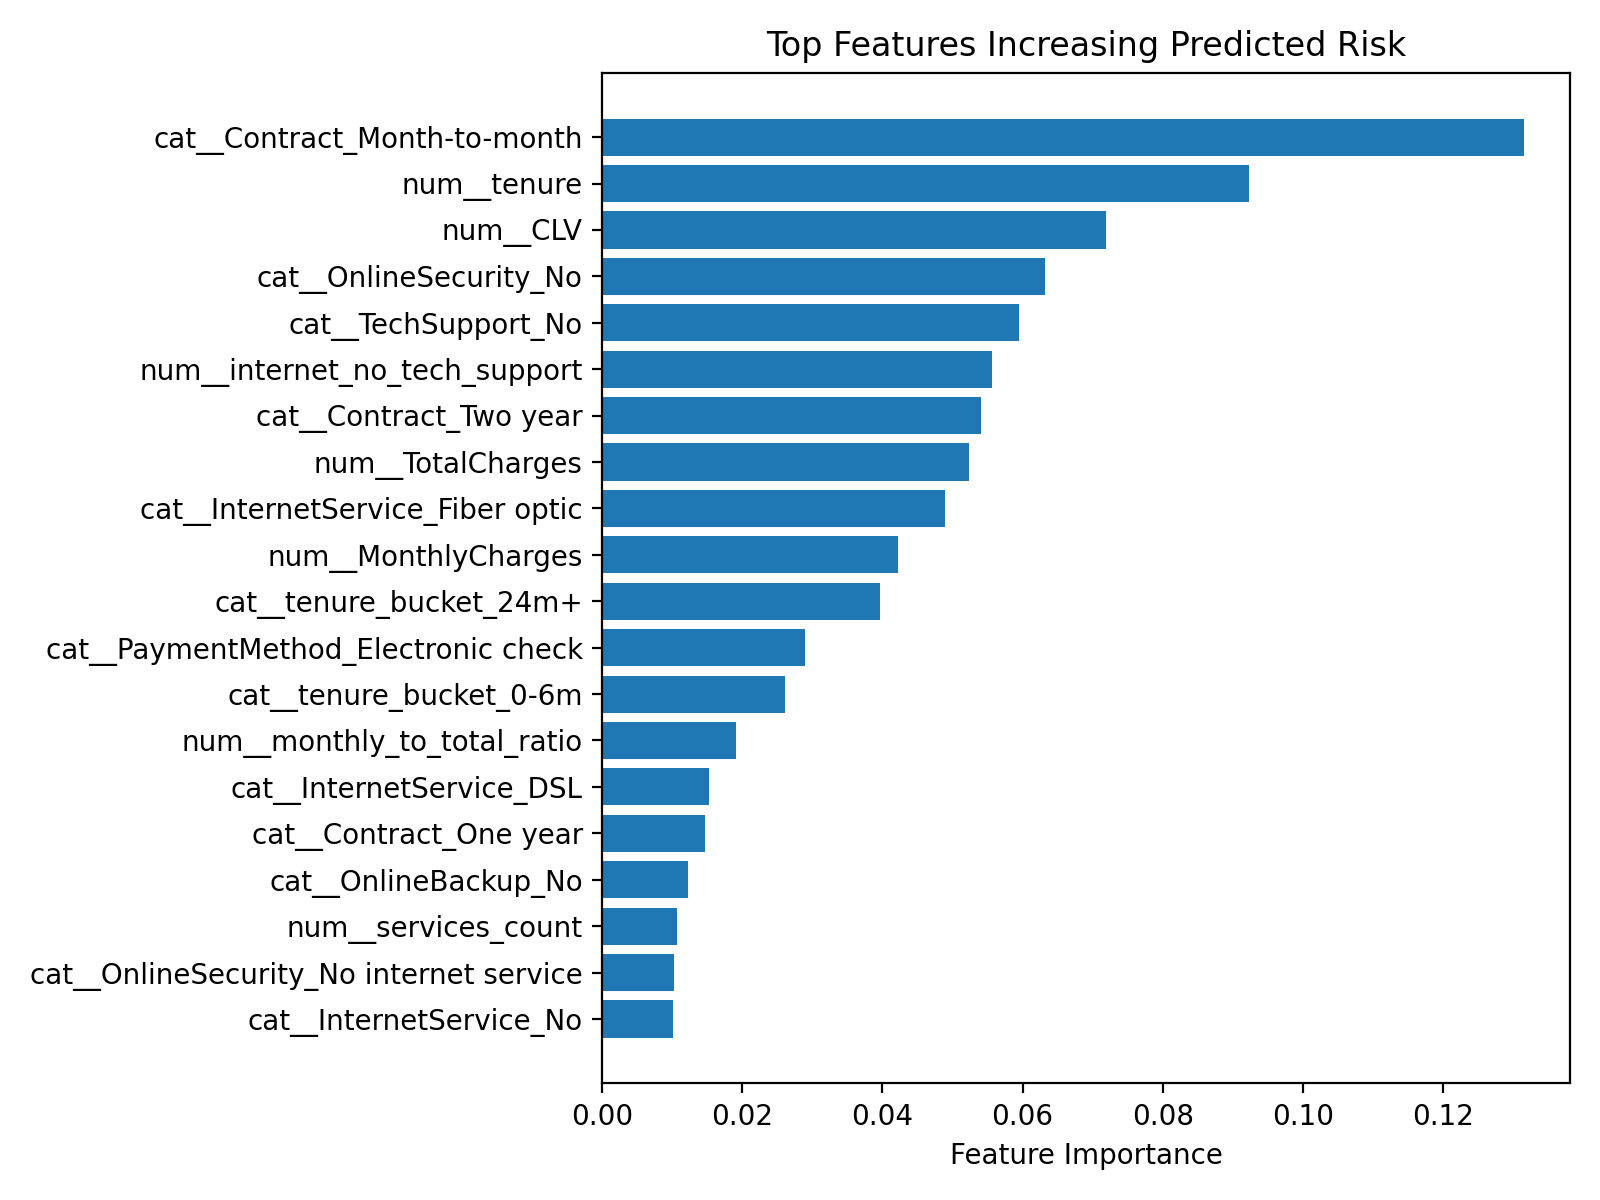 Top Features Increasing Predicted Risk
cat__Contract_Month-to-month
num__tenure
num__CLV
cat__OnlineSecurity_No
cat__TechSupport_No
num__internet_no_tech_support
cat__Contract_Two year
num__TotalCharges
cat__InternetService_Fiber optic
num__MonthlyCharges
cat__tenure_bucket_24m+
cat__PaymentMethod_Electronic check
cat__tenure_bucket_0-6m
num__monthly_to_total_ratio
cat__InternetService_DSL
cat__Contract_One year
cat__OnlineBackup_No
num__services_count
cat__OnlineSecurity_No internet service
cat__InternetService_No
0.00 0.02 0.04 0.06 0.08 0.10 0.12
Feature Importance